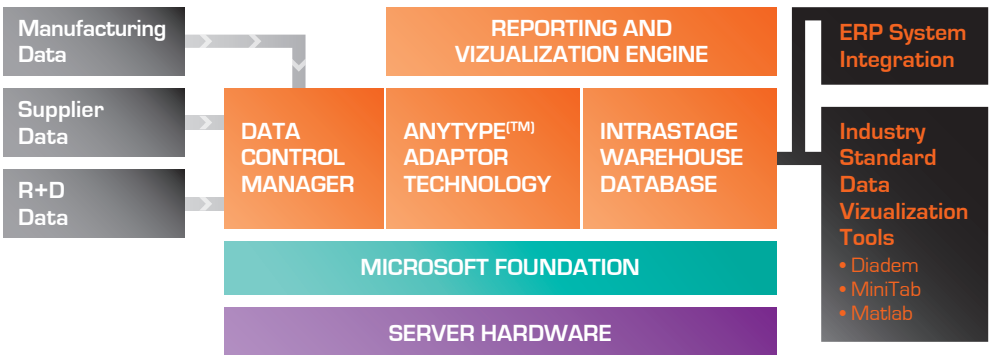 Manufacturing
Data
Supplier
Data
R+D
Data
REPORTING AND
VIZUALIZATION ENGINE
DATA
CONTROL
MANAGER
ANYTYPE(TM)
ADAPTOR
TECHNOLOGY
INTRASTAGE
WAREHOUSE
DATABASE
MICROSOFT FOUNDATION
SERVER HARDWARE
ERP System
Integration
Industry
Standard
Data
Vizualization
Tools
• Diadem
• MiniTab
• Matlab